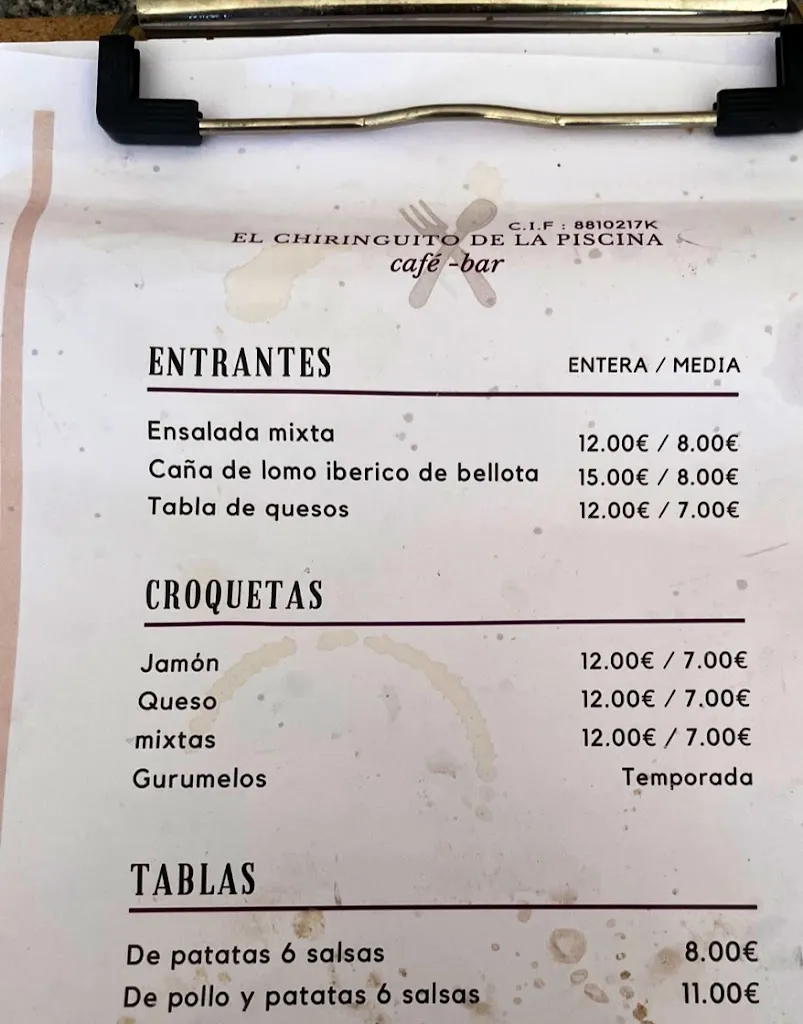 C.I.F : 8810217K
EL CHIRINGUITO DE LA PISCINA
café -bar
ENTRANTES ENTERA / MEDIA
Ensalada mixta 12.00€ / 8.00€
Caña de lomo iberico de bellota 15.00€ / 8.00€
Tabla de quesos 12.00€ / 7.00€
CROQUETAS
Jamón 12.00€ / 7.00€
Queso 12.00€ / 7.00€
mixtas 12.00€ / 7.00€
Gurumelos Temporada
TABLAS
De patatas 6 salsas 8.00€
De pollo y patatas 6 salsas 11.00€